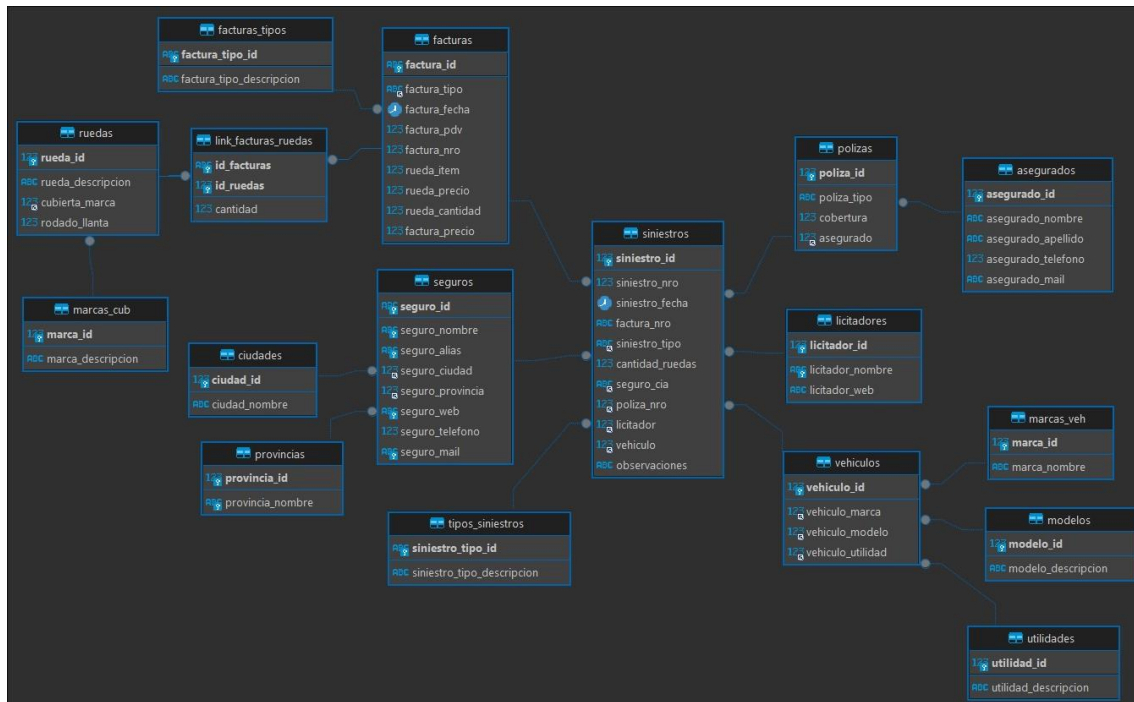 facturas_tipos
factura_tipo_id
factura_tipo_descripcion
facturas
factura_id
factura_tipo
factura_fecha
factura_pdv
factura_nro
rueda_item
rueda_precio
rueda_cantidad
factura_precio
ruedas
rueda_id
rueda_descripcion
cubierta_marca
rodado_llanta
link_facturas_ruedas
id_facturas
id_ruedas
cantidad
polizas
poliza_id
poliza_tipo
cobertura
asegurado
asegurados
asegurado_id
asegurado_nombre
asegurado_apellido
asegurado_telefono
asegurado_mail
siniestros
siniestro_id
siniestro_nro
siniestro_fecha
factura_nro
siniestro_tipo
cantidad_ruedas
seguro_cia
poliza_nro
licitador
vehiculo
observaciones
seguros
seguro_id
seguro_nombre
seguro_alias
seguro_ciudad
seguro_provincia
seguro_web
seguro_telefono
seguro_mail
marcas_cub
marca_id
marca_descripcion
ciudades
ciudad_id
ciudad_nombre
licitadores
licitador_id
licitador_nombre
licitador_web
provincias
provincia_id
provincia_nombre
marcas_veh
marca_id
marca_nombre
vehiculos
vehiculo_id
vehiculo_marca
vehiculo_modelo
vehiculo_utilidad
tipos_siniestros
siniestro_tipo_id
siniestro_tipo_descripcion
modelos
modelo_id
modelo_descripcion
utilidades
utilidad_id
utilidad_descripcion